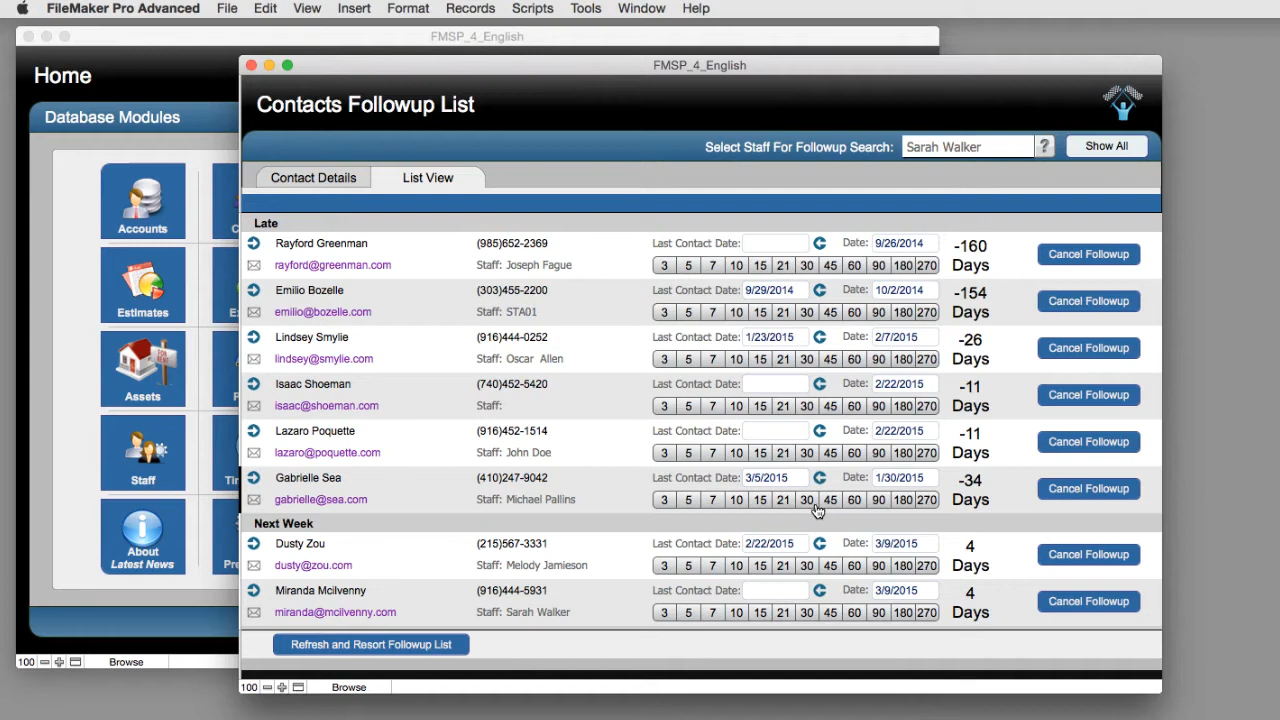 FileMaker Pro Advanced File Edit View Insert Format Records Scripts Tools Window Help
FMSP_4_English
Home
Database Modules
Accounts
Estimates
Assets
Staff
About
Latest News
100 Browse
FMSP_4_English
Contacts Followup List
Select Staff For Followup Search: Sarah Walker ? Show All
Contact Details List View
Late
Rayford Greenman (985)652-2369 Last Contact Date: Date: 9/26/2014 -160 Days Cancel Followup
rayford@greenman.com Staff: Joseph Fague 3 5 7 10 15 21 30 45 60 90 180 270
Emilio Bozelle (303)455-2200 Last Contact Date: 9/29/2014 Date: 10/2/2014 -154 Days Cancel Followup
emilio@bozelle.com Staff: STA01 3 5 7 10 15 21 30 45 60 90 180 270
Lindsey Smylie (916)444-0252 Last Contact Date: 1/23/2015 Date: 2/7/2015 -26 Days Cancel Followup
lindsey@smylie.com Staff: Oscar Allen 3 5 7 10 15 21 30 45 60 90 180 270
Isaac Shoeman (740)452-5420 Last Contact Date: Date: 2/22/2015 -11 Days Cancel Followup
isaac@shoeman.com Staff: 3 5 7 10 15 21 30 45 60 90 180 270
Lazaro Poquette (916)452-1514 Last Contact Date: Date: 2/22/2015 -11 Days Cancel Followup
lazaro@poquette.com Staff: John Doe 3 5 7 10 15 21 30 45 60 90 180 270
Gabrielle Sea (410)247-9042 Last Contact Date: 3/5/2015 Date: 1/30/2015 -34 Days Cancel Followup
gabrielle@sea.com Staff: Michael Pallins 3 5 7 10 15 21 30 45 60 90 180 270
Next Week
Dusty Zou (215)567-3331 Last Contact Date: 2/22/2015 Date: 3/9/2015 4 Days Cancel Followup
dusty@zou.com Staff: Melody Jamieson 3 5 7 10 15 21 30 45 60 90 180 270
Miranda Mcilvenny (916)444-5931 Last Contact Date: Date: 3/9/2015 4 Days Cancel Followup
miranda@mcilvenny.com Staff: Sarah Walker 3 5 7 10 15 21 30 45 60 90 180 270
Refresh and Resort Followup List
100 Browse